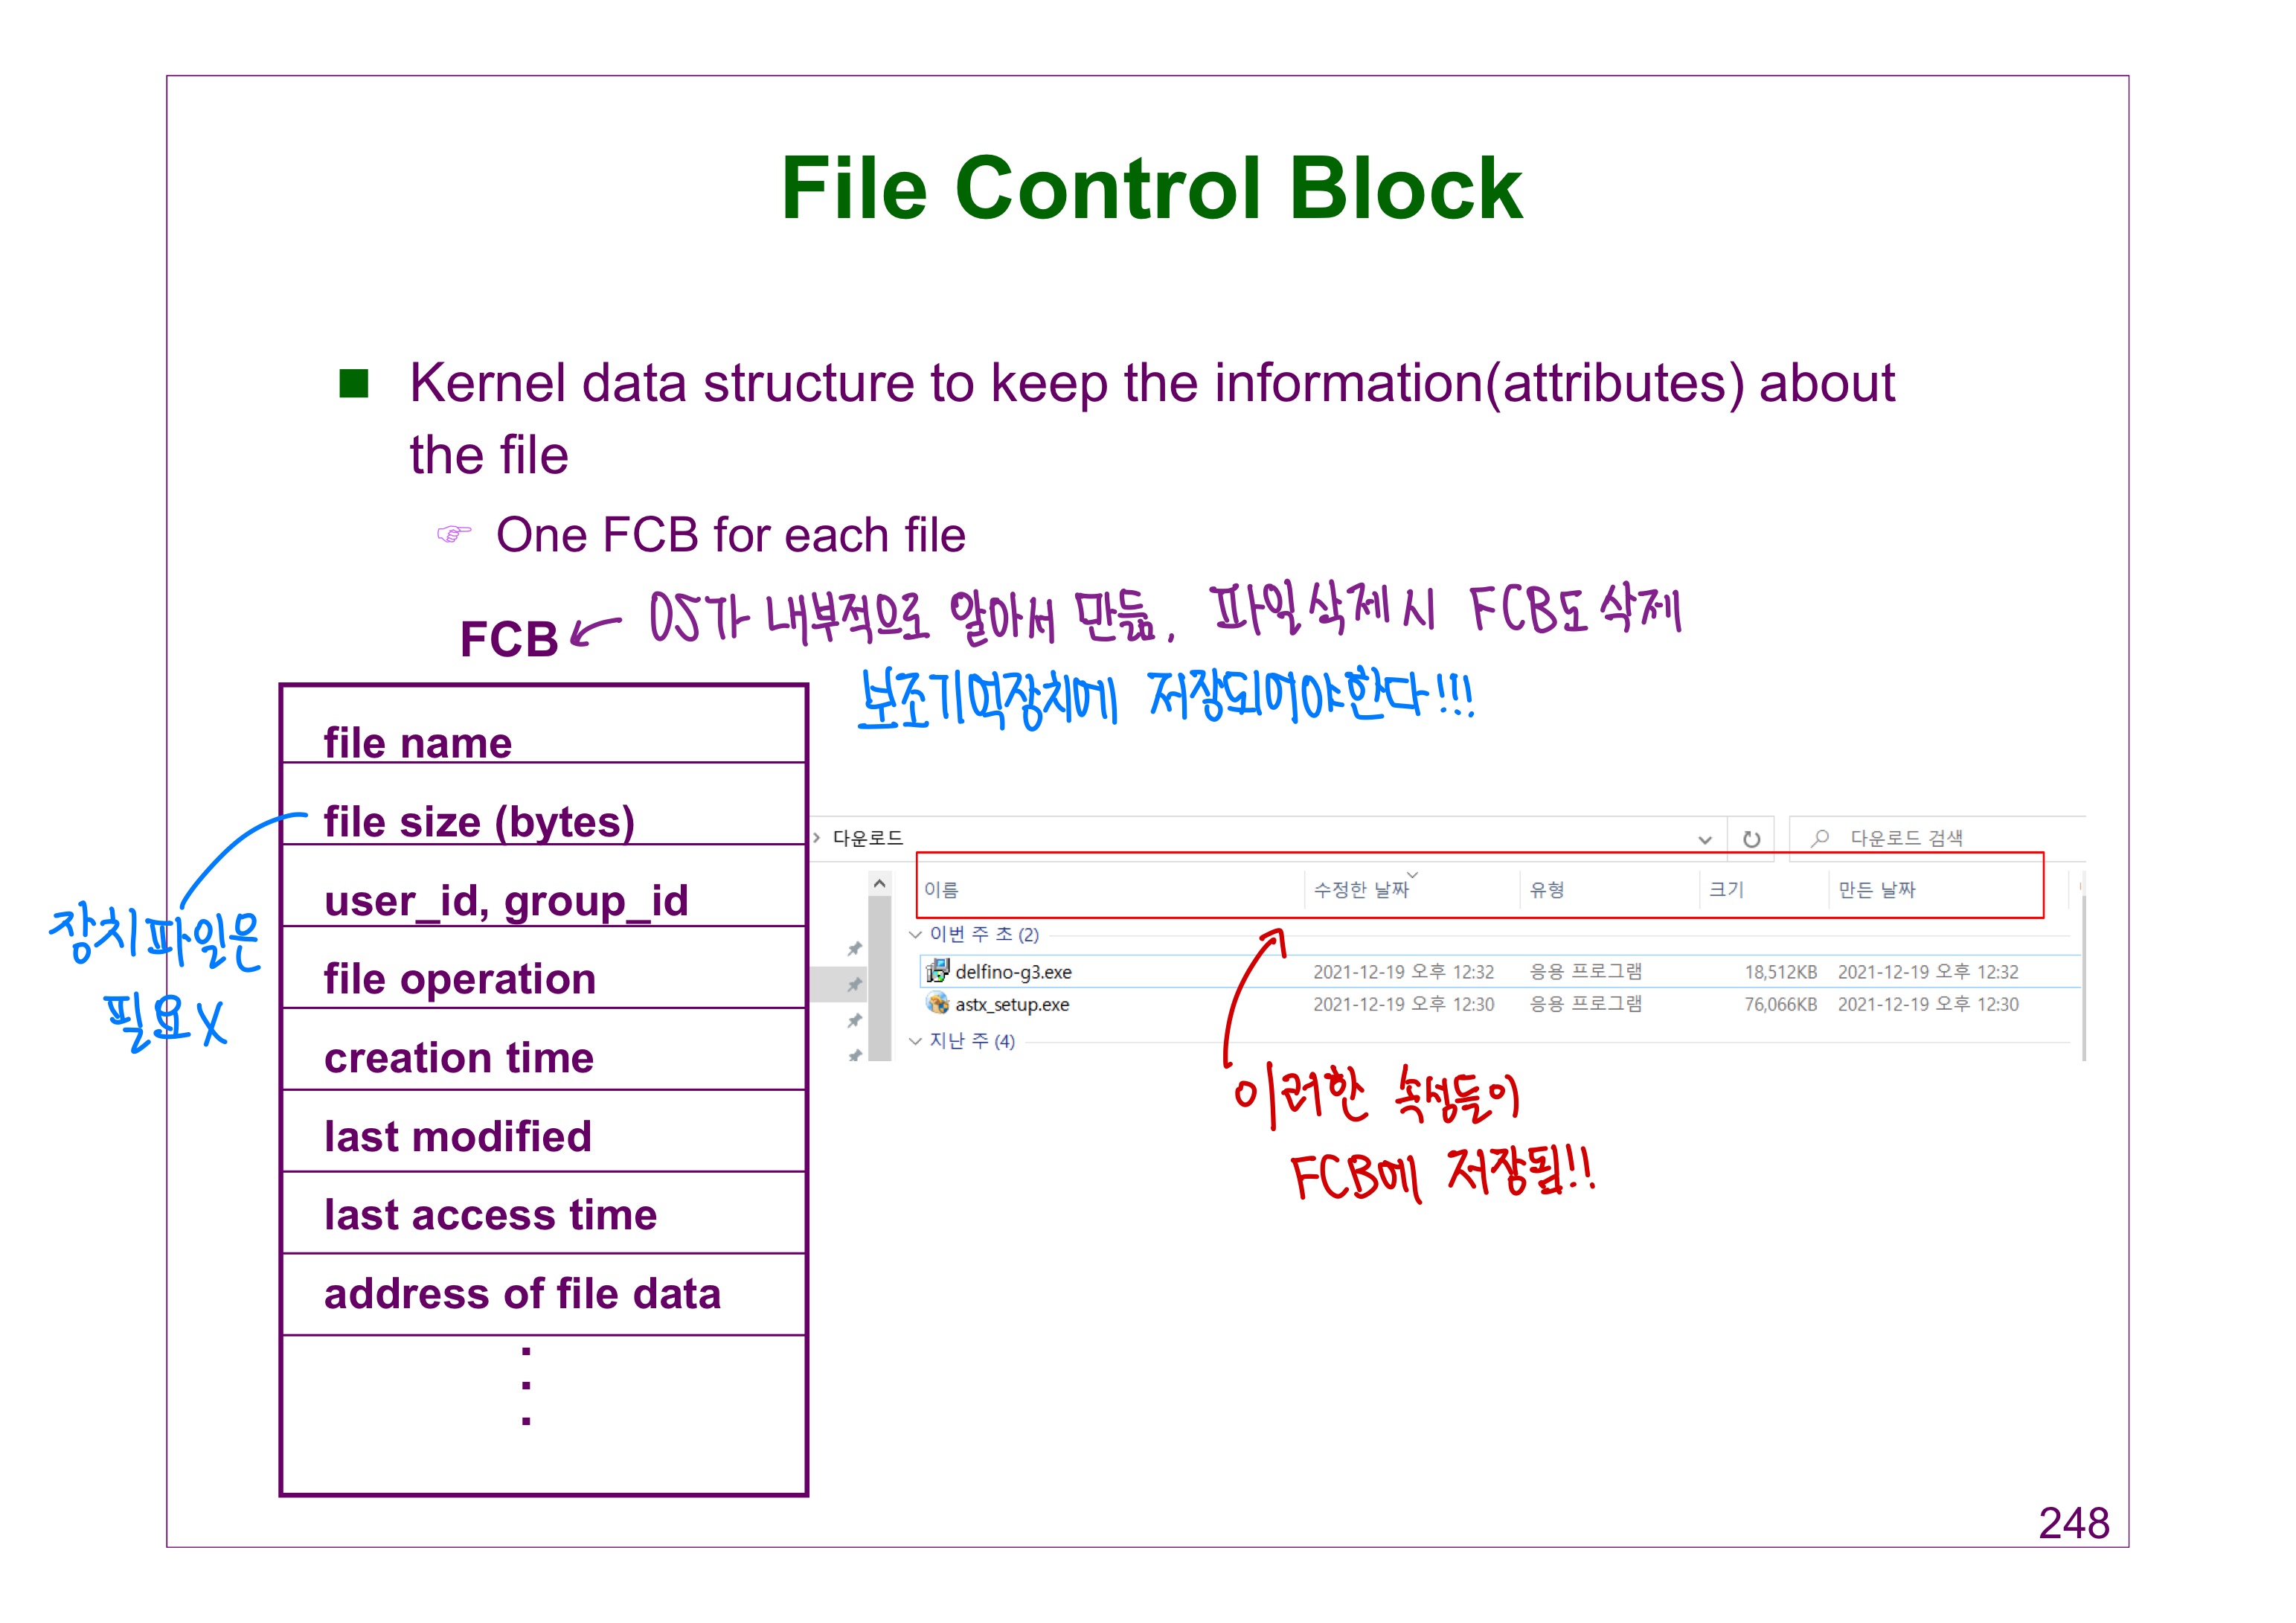 File Control Block
Kernel data structure to keep the information(attributes) about
the file
One FCB for each file
FCB
OS가 내부적으로 알아서 만듦, 파일삭제시 FCB도 삭제
보조기억장치에 저장되어야한다!!!
file name
file size (bytes)
user_id, group_id
file operation
creation time
last modified
last access time
address of file data
.
.
.
장치파일은
필요X
다운로드
다운로드 검색
이름 수정한 날짜 유형 크기 만든 날짜
이번 주 초 (2)
delfino-g3.exe 2021-12-19 오후 12:32 응용 프로그램 18,512KB 2021-12-19 오후 12:32
astx_setup.exe 2021-12-19 오후 12:30 응용 프로그램 76,066KB 2021-12-19 오후 12:30
지난 주 (4)
이러한 속성들이
FCB에 저장됨!!
248